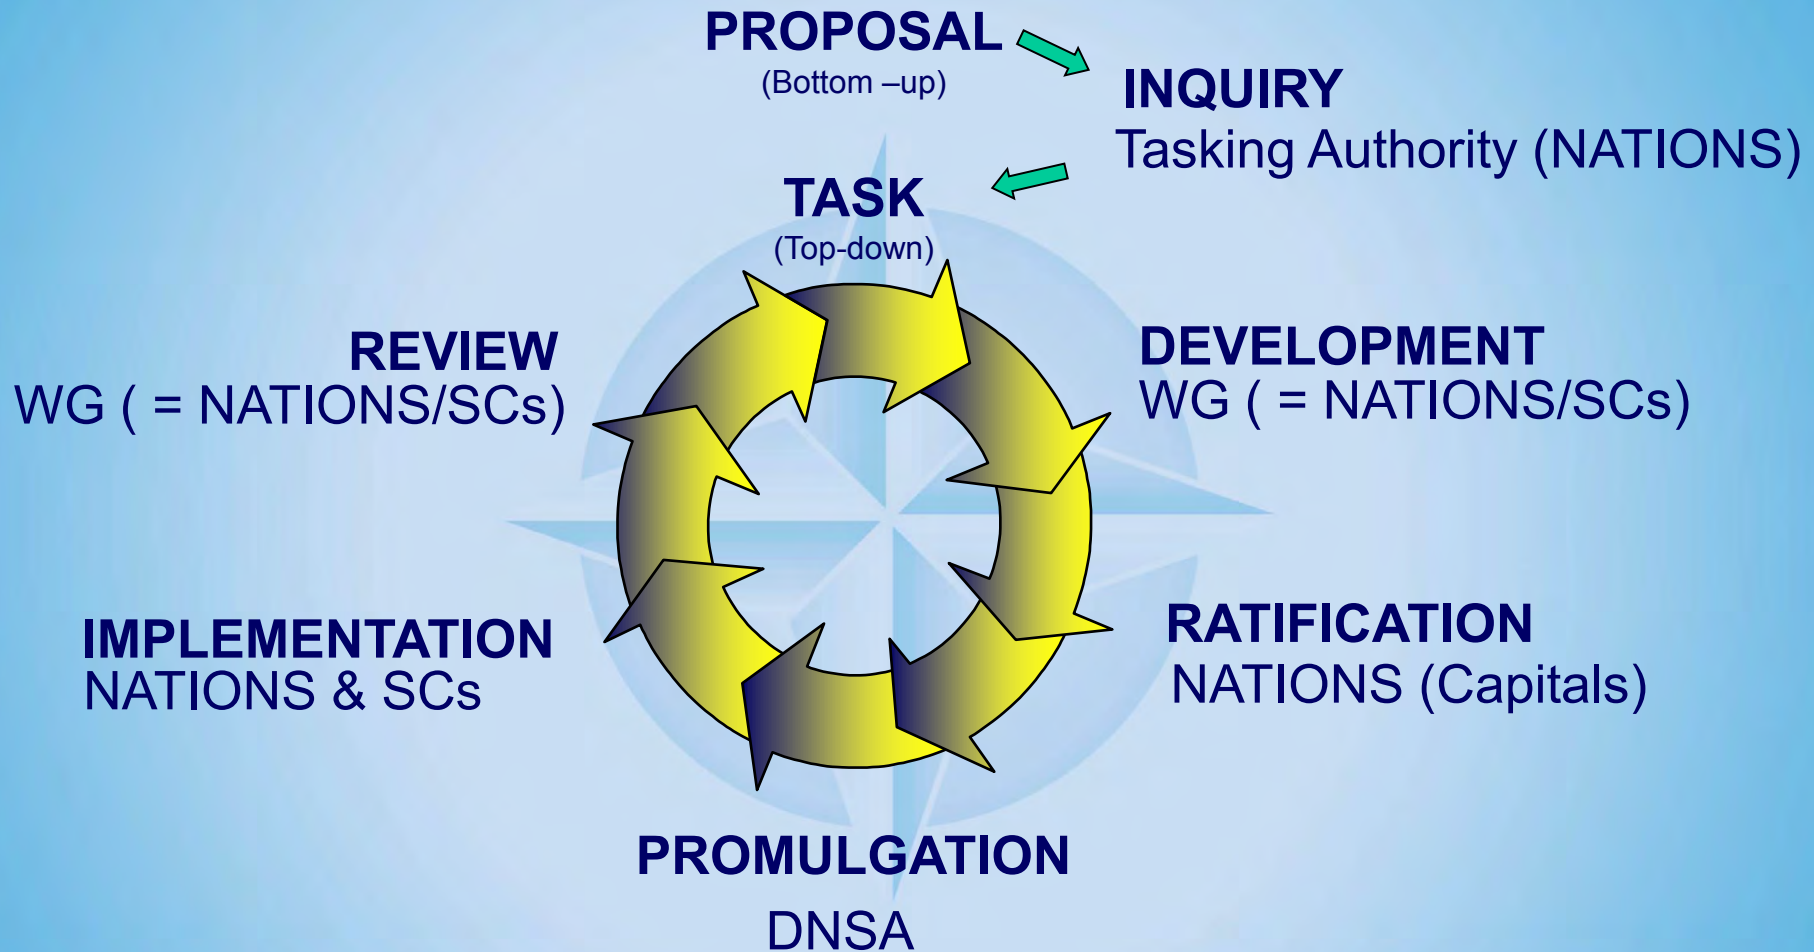 PROPOSAL
(Bottom –up)
INQUIRY
Tasking Authority (NATIONS)
TASK
(Top-down)
DEVELOPMENT
WG ( = NATIONS/SCs)
RATIFICATION
NATIONS (Capitals)
PROMULGATION
DNSA
IMPLEMENTATION
NATIONS & SCs
REVIEW
WG ( = NATIONS/SCs)